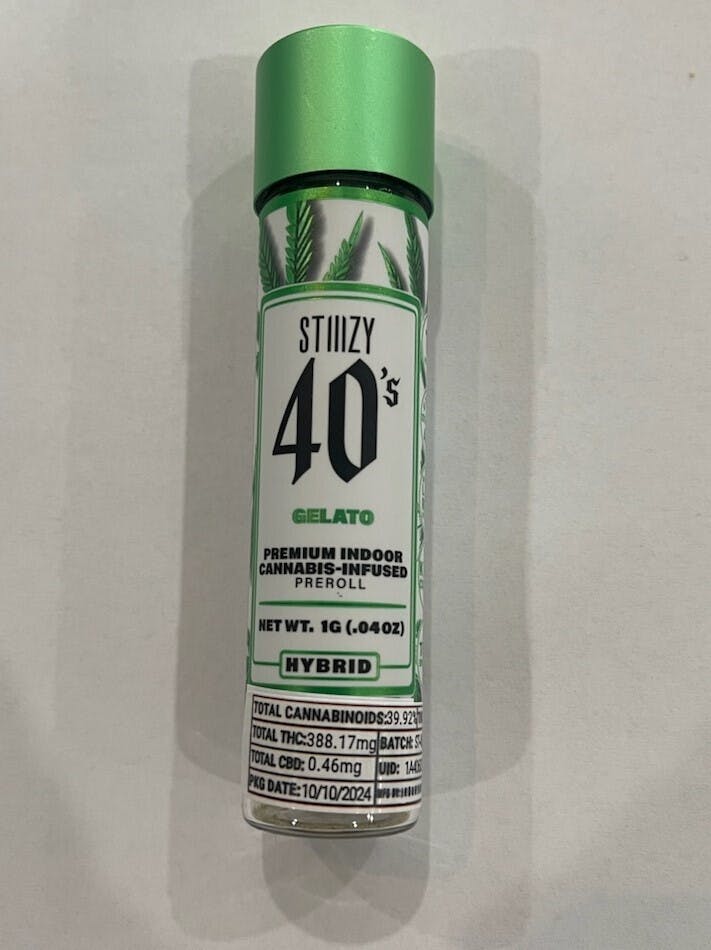 STIIIZY
40's
GELATO
PREMIUM INDOOR
CANNABIS-INFUSED
PREROLL
NET WT. 1G (.04OZ)
HYBRID
TOTAL CANNABINOIDS:39.92%
TOTAL THC:388.17mg BATCH:
TOTAL CBD: 0.46mg UID:
PKG DATE:10/10/2024